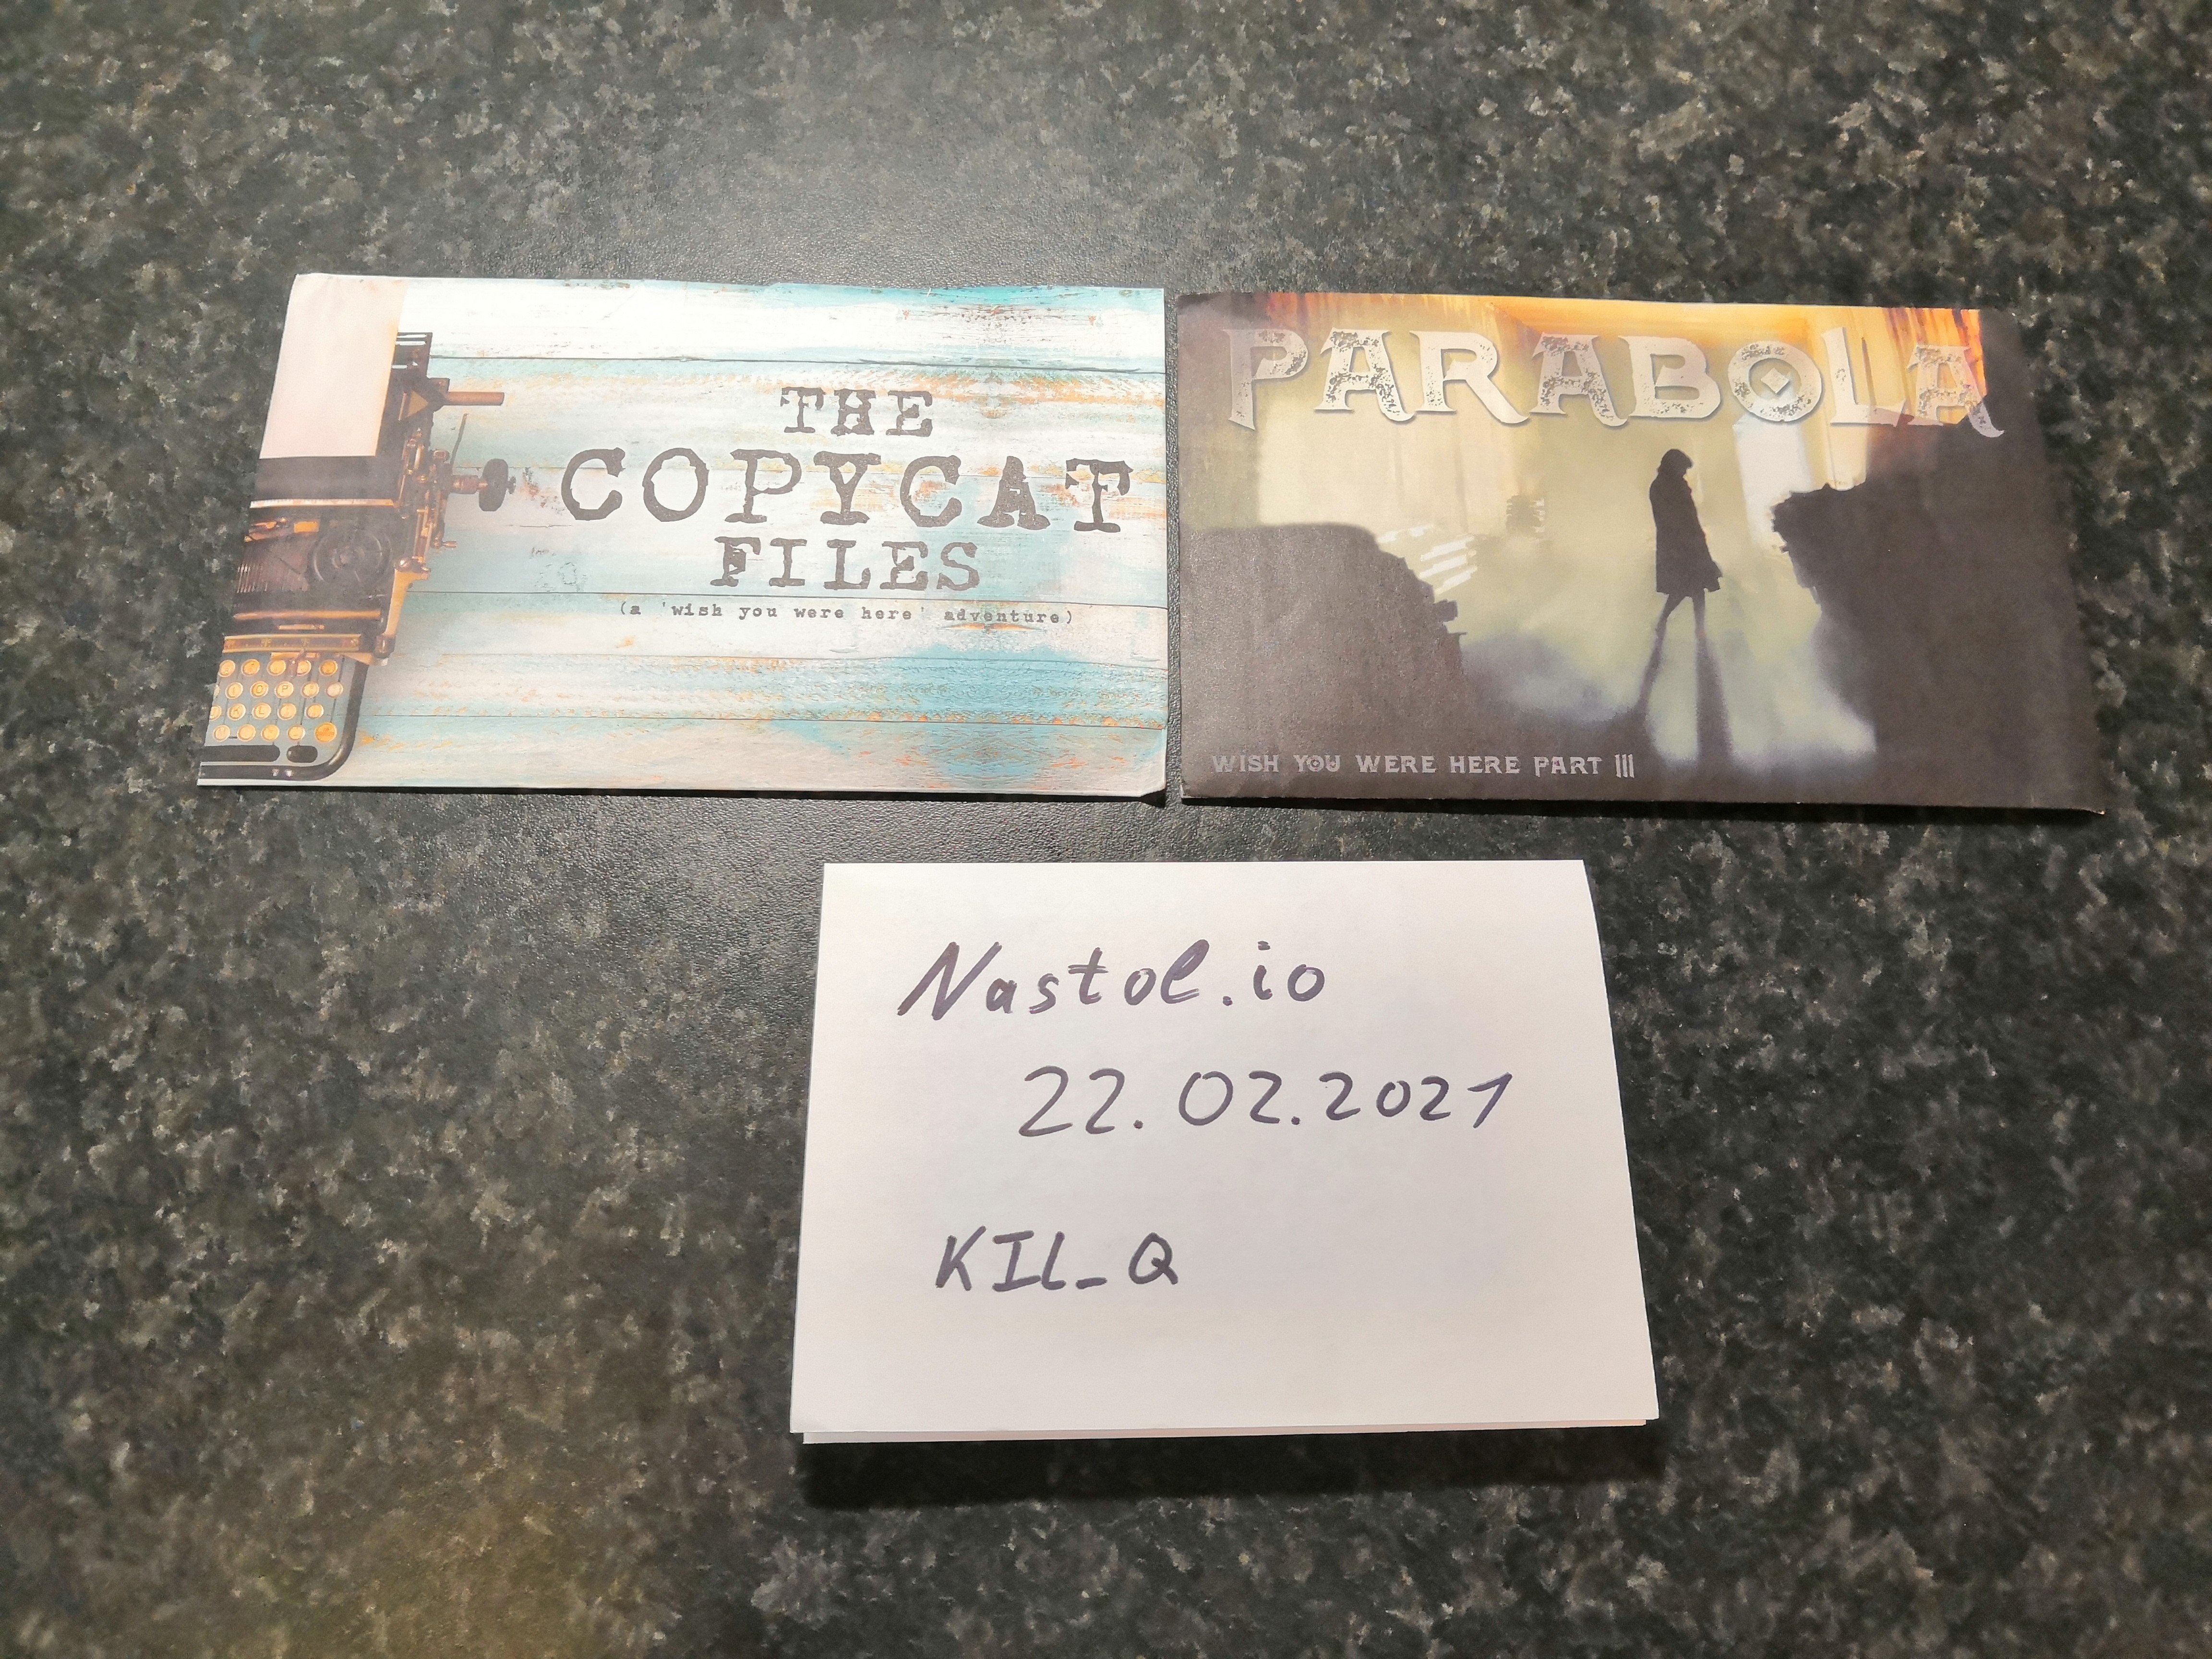 THE
COPYCAT
FILES
(a 'wish you were here' adventure)
PARABOLA
WISH YOU WERE HERE PART III
Nastol.io
22.02.2021
KIL_Q